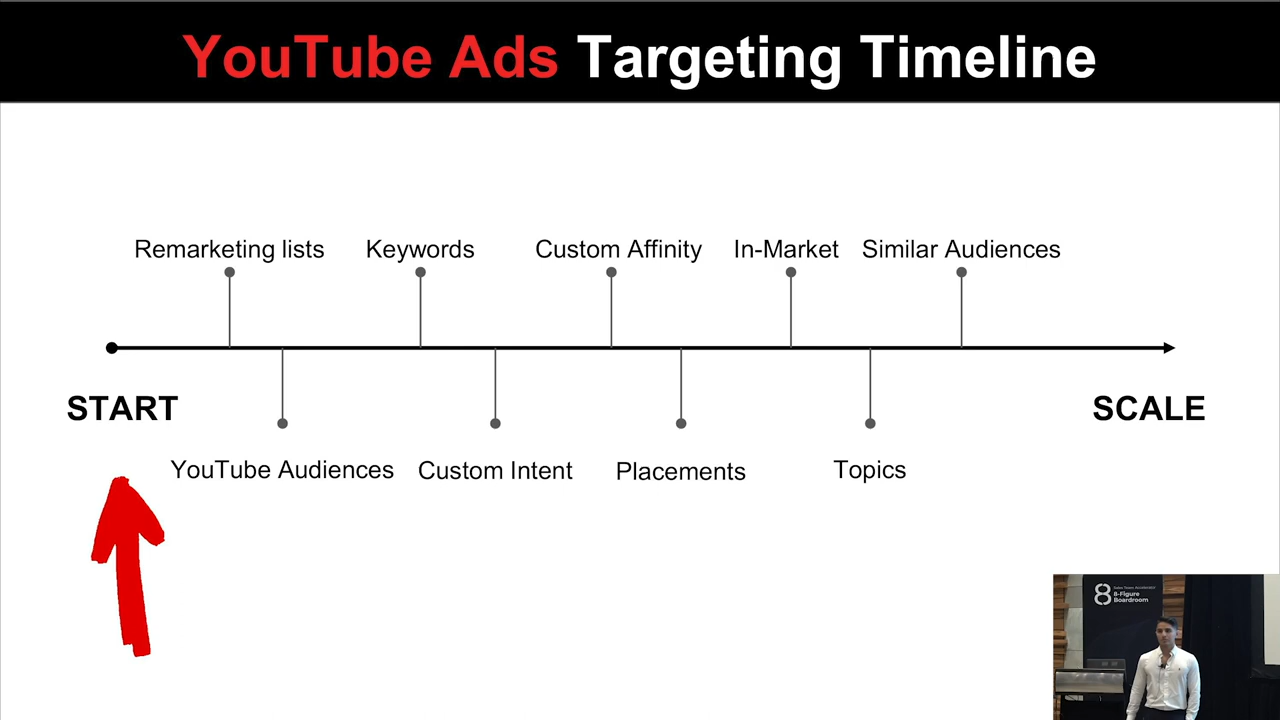 YouTube Ads Targeting Timeline
Remarketing lists Keywords Custom Affinity In-Market Similar Audiences
START SCALE
YouTube Audiences Custom Intent Placements Topics
8
8-Figure
Boardroom